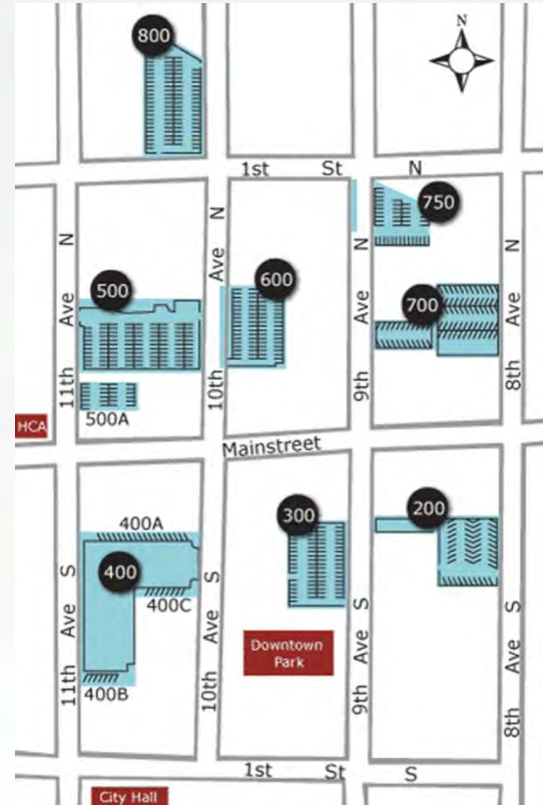 800
N
1st St N
750
11th Ave N
10th Ave N
9th Ave N
8th Ave N
500
600
700
500A
HCA
Mainstreet
400A
300
200
400
400C
400B
11th Ave S
10th Ave S
9th Ave S
8th Ave S
Downtown
Park
1st St S
City Hall